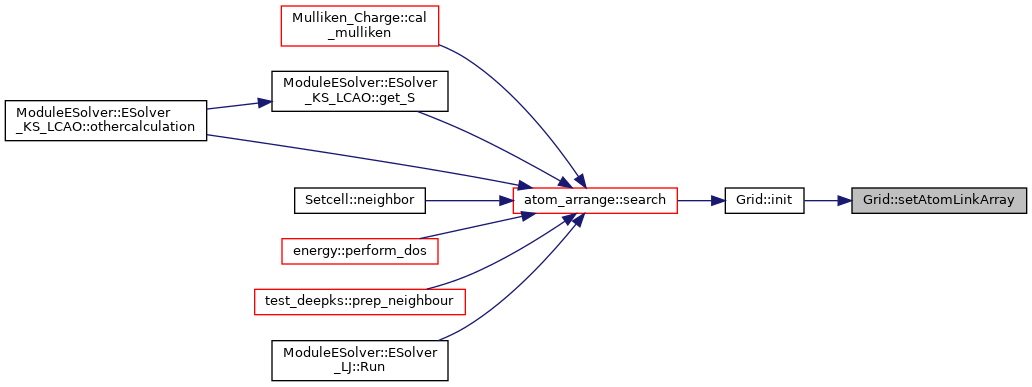 Mulliken_Charge::cal
_mulliken
ModuleESolver::ESolver
_KS_LCAO::get_S
ModuleESolver::ESolver
_KS_LCAO::othercalculation
Setcell::neighbor
atom_arrange::search
Grid::init
Grid::setAtomLinkArray
energy::perform_dos
test_deepks::prep_neighbour
ModuleESolver::ESolver
_LJ::Run